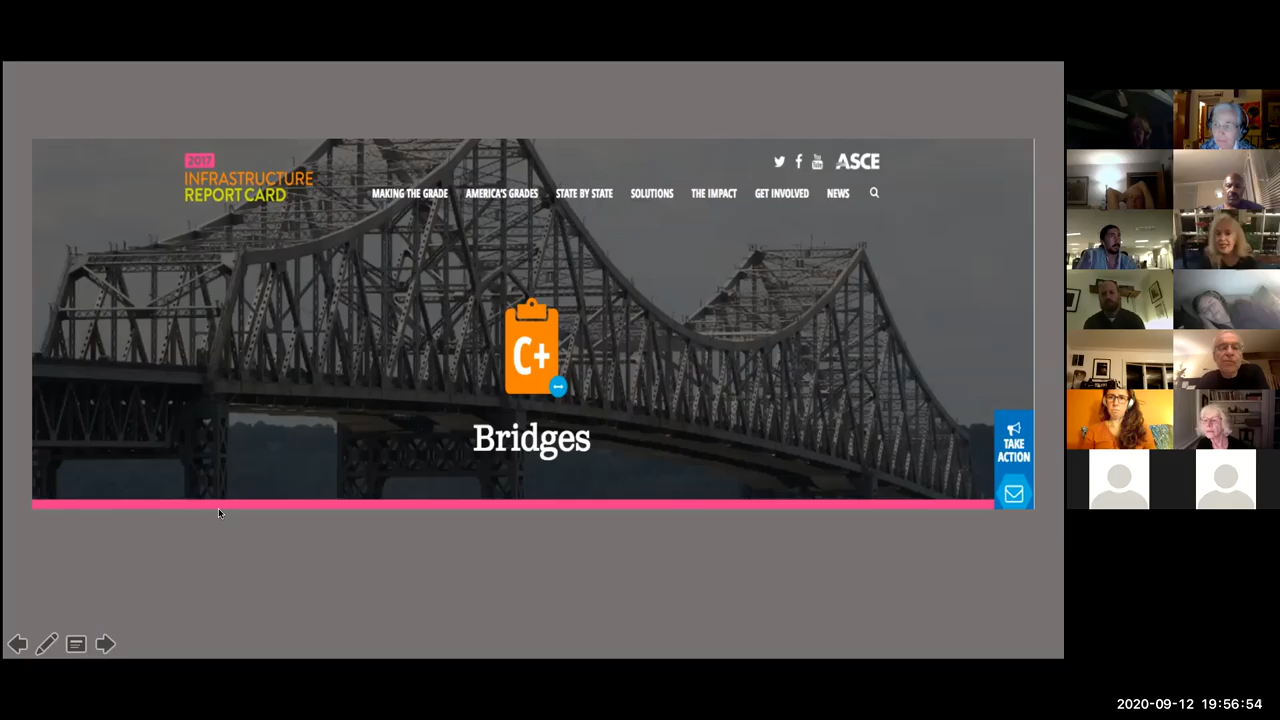 2017
INFRASTRUCTURE
REPORT CARD
ASCE
MAKING THE GRADE AMERICA'S GRADES STATE BY STATE SOLUTIONS THE IMPACT GET INVOLVED NEWS
C+
Bridges
TAKE
ACTION
2020-09-12 19:56:54